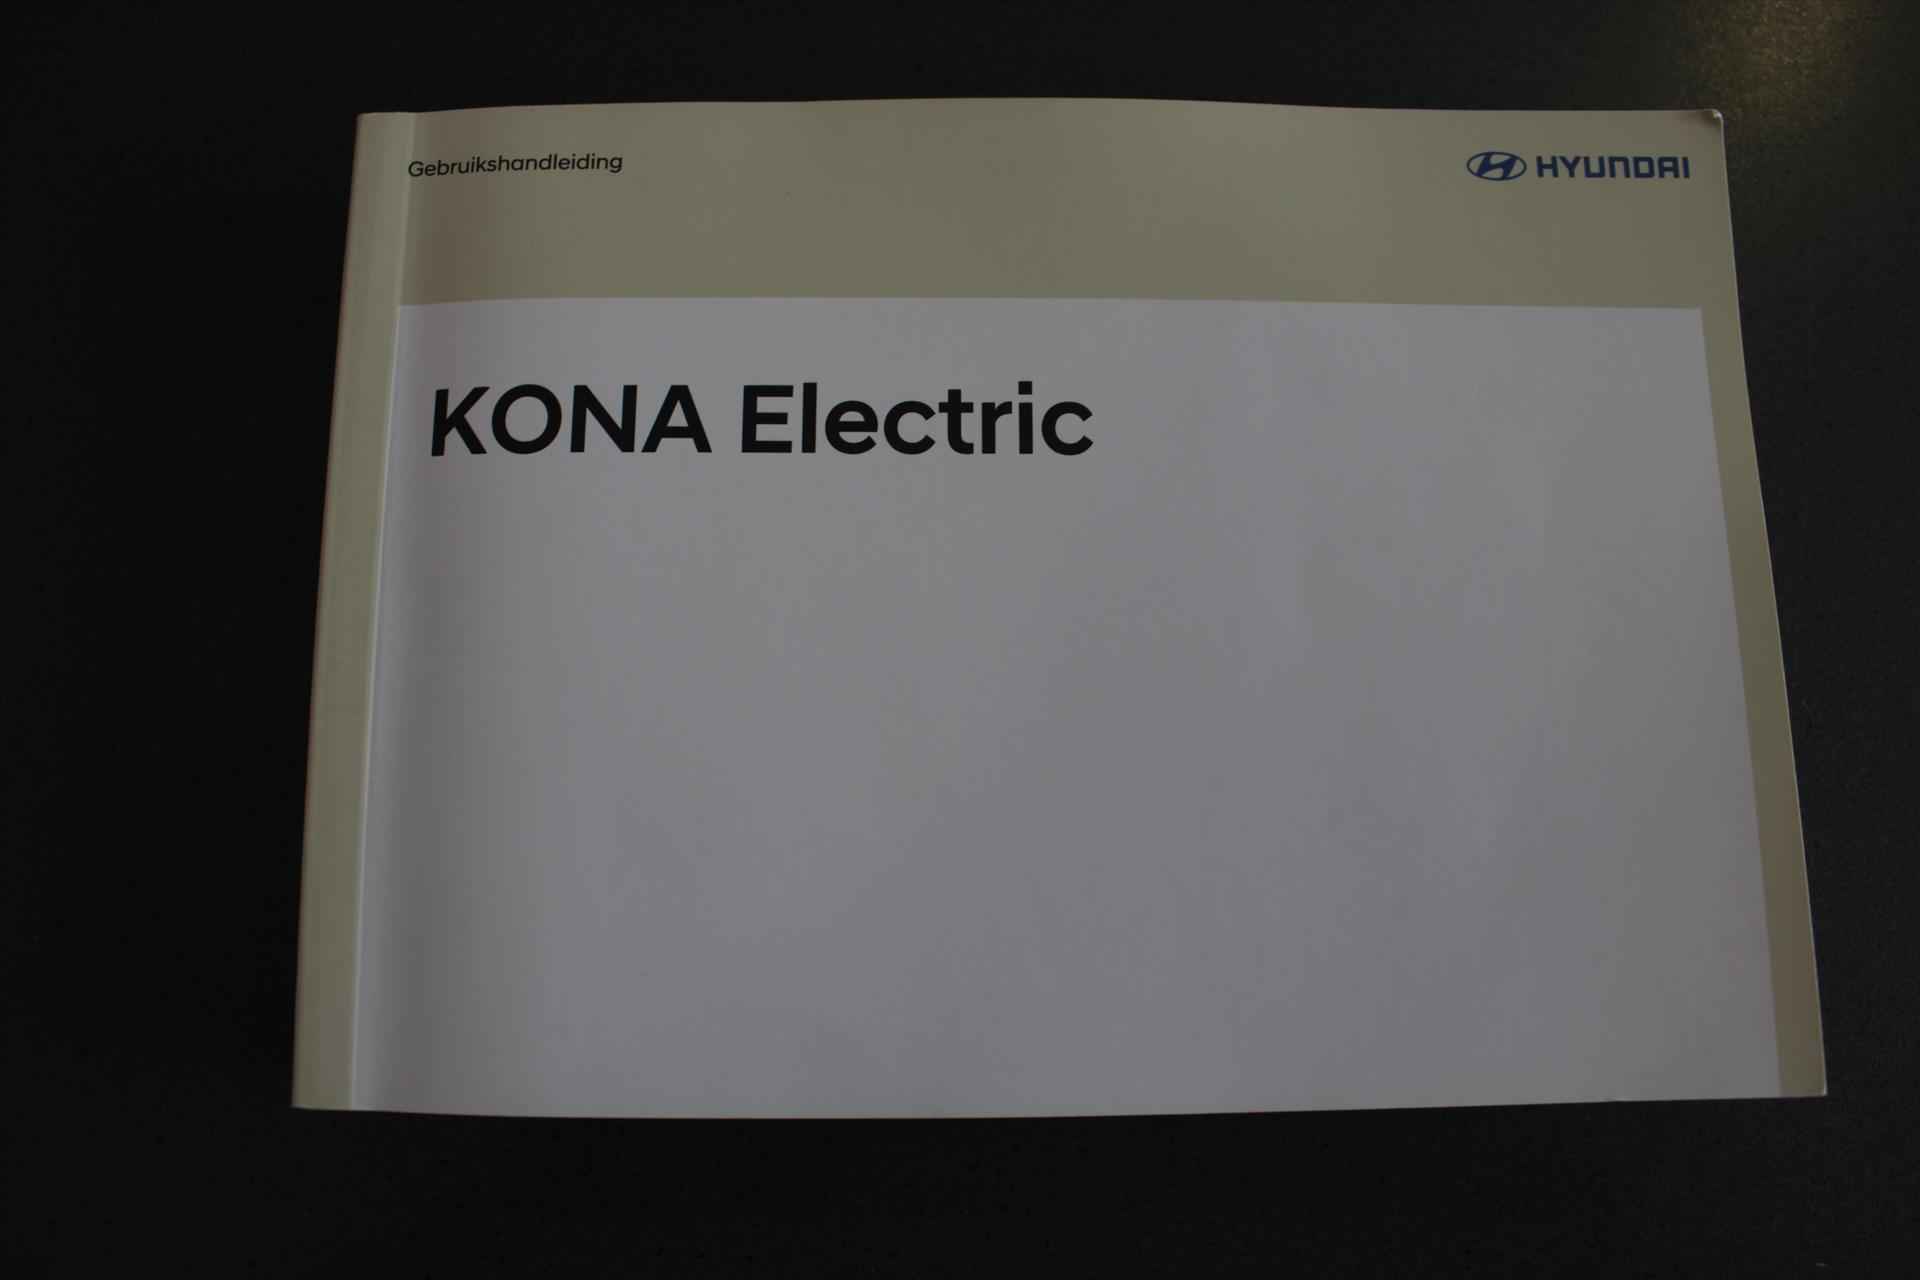 Gebruikshandleiding
HYUNDAI
KONA Electric